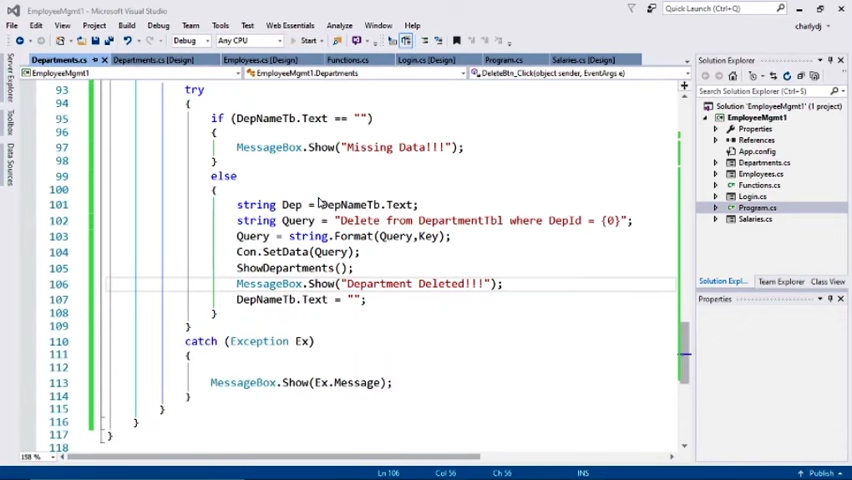 EmployeeMgmt1 - Microsoft Visual Studio
Quick Launch (Ctrl+Q)
File Edit View Project Build Debug Team Tools Test Web Essentials Analyze Window Help
charlydj
Debug Any CPU Start
Departments.cs Departments.cs [Design] Employees.cs [Design] Functions.cs Login.cs [Design] Program.cs Salaries.cs [Design]
EmployeeMgmt1 EmployeeMgmt1.Departments DeleteBtn_Click(object sender, EventArgs e)
Server Explorer
Toolbox
Data Sources
93 try
94 {
95 if (DepNameTb.Text == "")
96 {
97 MessageBox.Show("Missing Data!!!");
98 }
99 else
100 {
101 string Dep = DepNameTb.Text;
102 string Query = "Delete from DepartmentTbl where DepId = {0}";
103 Query = string.Format(Query,Key);
104 Con.SetData(Query);
105 ShowDepartments();
106 MessageBox.Show("Department Deleted!!!");
107 DepNameTb.Text = "";
108 }
109 }
110 catch (Exception Ex)
111 {
112
113 MessageBox.Show(Ex.Message);
114 }
115 }
116 }
117 }
118
Solution Explorer
Search Solution Explorer (Ctrl+;)
Solution 'EmployeeMgmt1' (1 project)
EmployeeMgmt1
Properties
References
App.config
Departments.cs
Employees.cs
Functions.cs
Login.cs
Program.cs
Salaries.cs
Solution Expl... Team Explorer Class View
Properties
Ln 106 Col 56 Ch 56 INS Publish